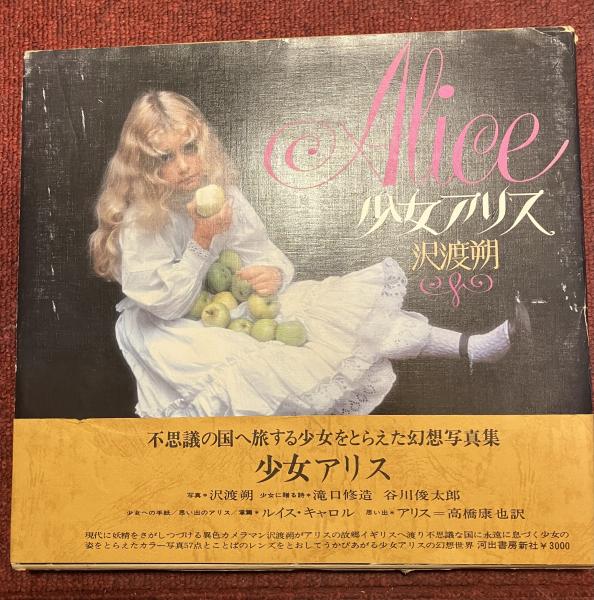 Alice
少女アリス
沢渡朔
不思議の国へ旅する少女をとらえた幻想写真集
少女アリス
写真*沢渡朔 少女に贈る詩*滝口修造 谷川俊太郎
少女への手紙/思い出のアリス/章扉*ルイス・キャロル 思い出*アリス=高橋康也訳
現代に妖精をさがしつづける異色カメラマン沢渡朔がアリスの故郷イギリスへ渡り不思議な国に永遠に息づく少女の
姿をとらえたカラー写真57点とことばのレンズをとおしてうかびあがる少女アリスの幻想世界 河出書房新社¥3000